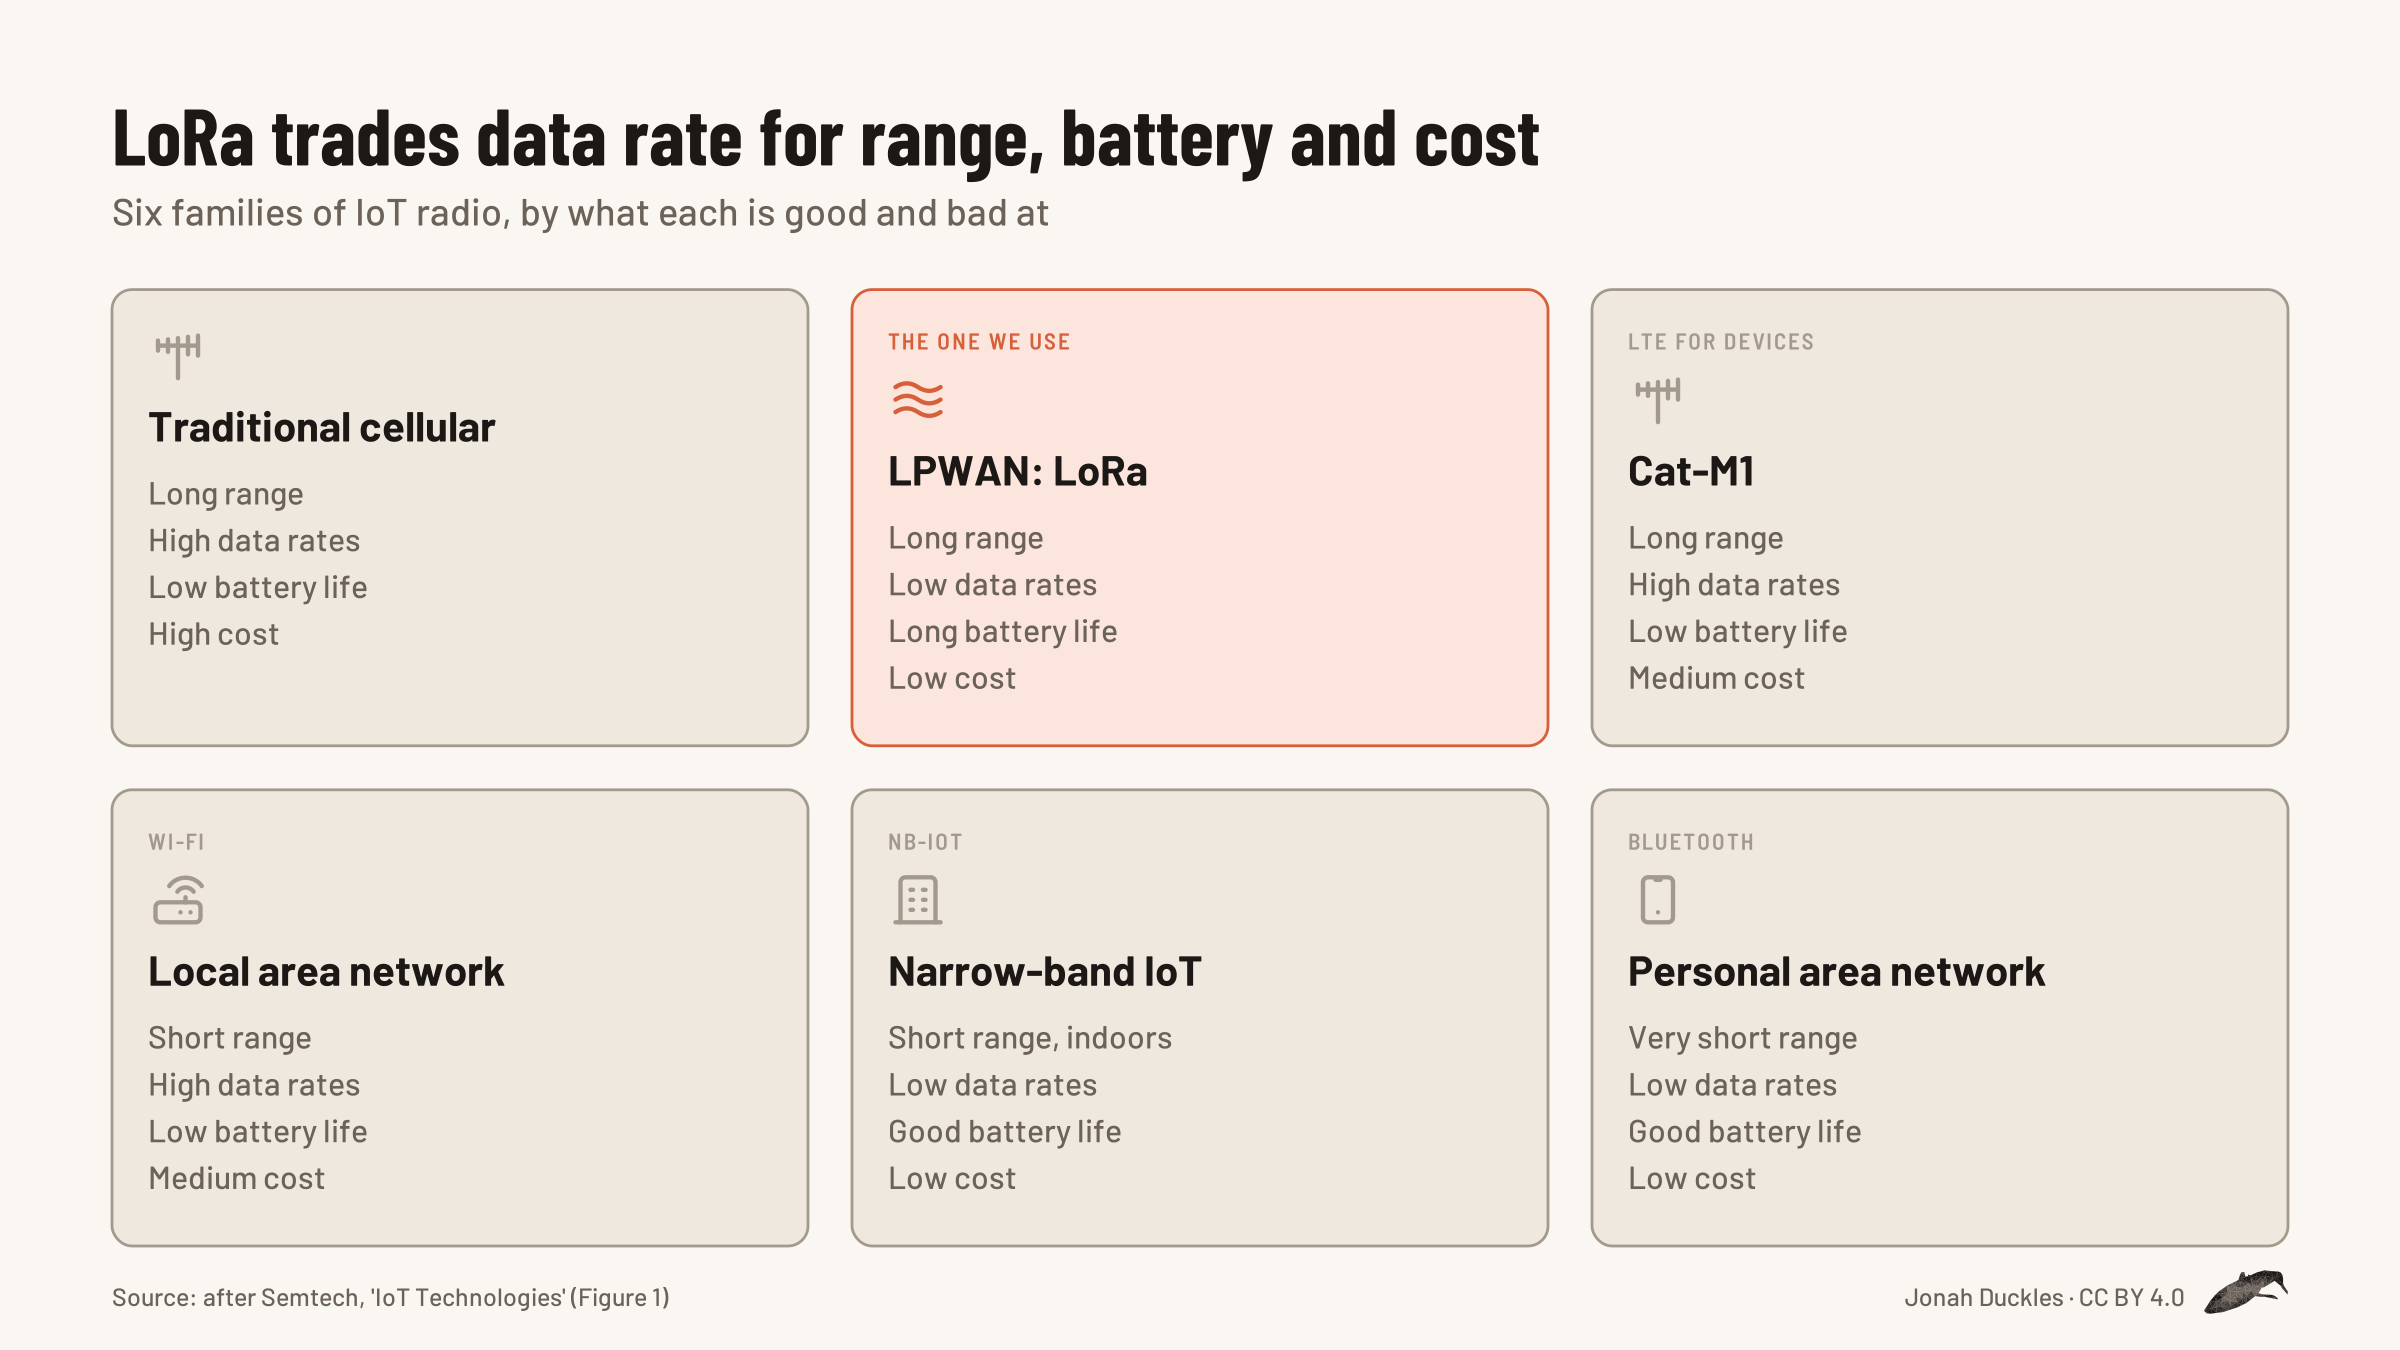 LoRa trades data rate for range, battery and cost
Six families of IoT radio, by what each is good and bad at
Traditional cellular
Long range
High data rates
Low battery life
High cost
THE ONE WE USE
LPWAN: LoRa
Long range
Low data rates
Long battery life
Low cost
LTE FOR DEVICES
Cat-M1
Long range
High data rates
Low battery life
Medium cost
WI-FI
Local area network
Short range
High data rates
Low battery life
Medium cost
NB-IOT
Narrow-band IoT
Short range, indoors
Low data rates
Good battery life
Low cost
BLUETOOTH
Personal area network
Very short range
Low data rates
Good battery life
Low cost
Source: after Semtech, 'IoT Technologies' (Figure 1)
Jonah Duckles · CC BY 4.0